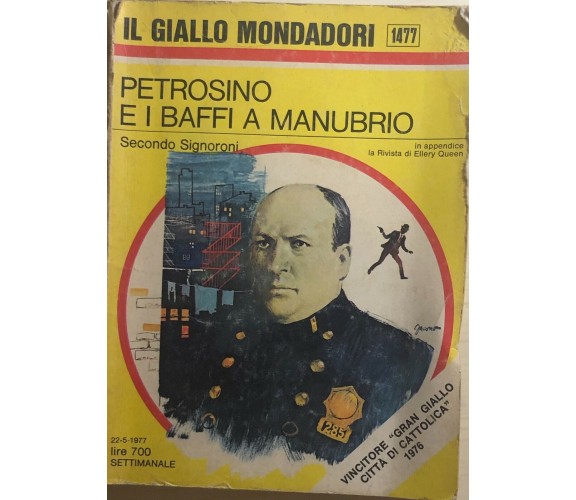 IL GIALLO MONDADORI 1477
PETROSINO
E I BAFFI A MANUBRIO
Secondo Signoroni
in appendice
la Rivista di Ellery Queen
285
VINCITORE "GRAN GIALLO
CITTÀ DI CATTOLICA"
1976
22-5-1977
lire 700
SETTIMANALE